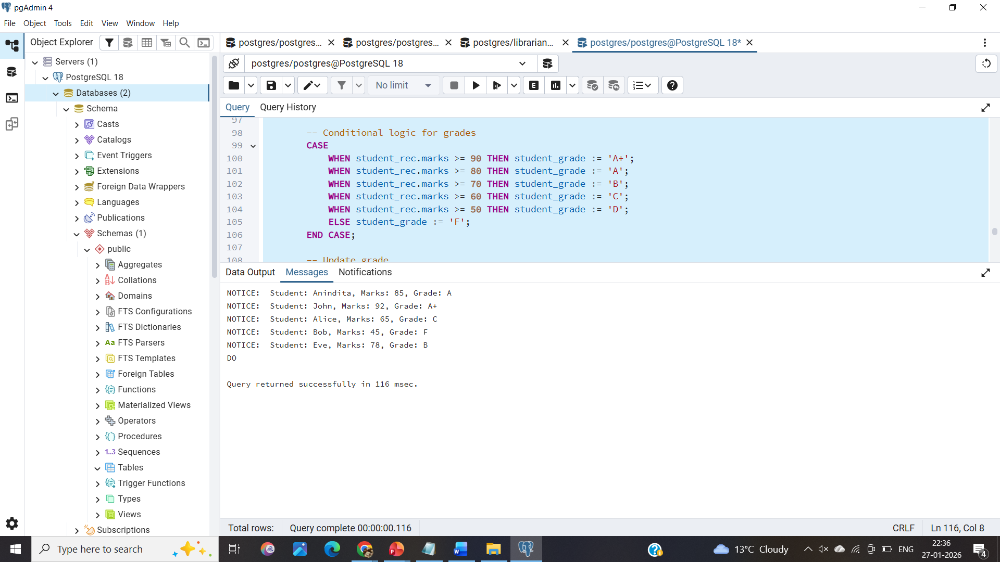 pgAdmin 4
File Object Tools Edit View Window Help
Object Explorer
Servers (1)
PostgreSQL 18
Databases (2)
Schema
Casts
Catalogs
Event Triggers
Extensions
Foreign Data Wrappers
Languages
Publications
Schemas (1)
public
Aggregates
Collations
Domains
FTS Configurations
FTS Dictionaries
Aa FTS Parsers
FTS Templates
Foreign Tables
Functions
Materialized Views
Operators
Procedures
1..3 Sequences
Tables
Trigger Functions
Types
Views
Subscriptions
postgres/postgres... postgres/postgres... postgres/librarian... postgres/postgres@PostgreSQL 18*
postgres/postgres@PostgreSQL 18
No limit E
Query Query History
97
98 -- Conditional logic for grades
99 CASE
100 WHEN student_rec.marks >= 90 THEN student_grade := 'A+';
101 WHEN student_rec.marks >= 80 THEN student_grade := 'A';
102 WHEN student_rec.marks >= 70 THEN student_grade := 'B';
103 WHEN student_rec.marks >= 60 THEN student_grade := 'C';
104 WHEN student_rec.marks >= 50 THEN student_grade := 'D';
105 ELSE student_grade := 'F';
106 END CASE;
107
108 -- Update grade
Data Output Messages Notifications
NOTICE: Student: Anindita, Marks: 85, Grade: A
NOTICE: Student: John, Marks: 92, Grade: A+
NOTICE: Student: Alice, Marks: 65, Grade: C
NOTICE: Student: Bob, Marks: 45, Grade: F
NOTICE: Student: Eve, Marks: 78, Grade: B
DO
Query returned successfully in 116 msec.
Total rows: Query complete 00:00:00.116 CRLF Ln 116, Col 8
Type here to search
13°C Cloudy
ENG
22:36
27-01-2026
4